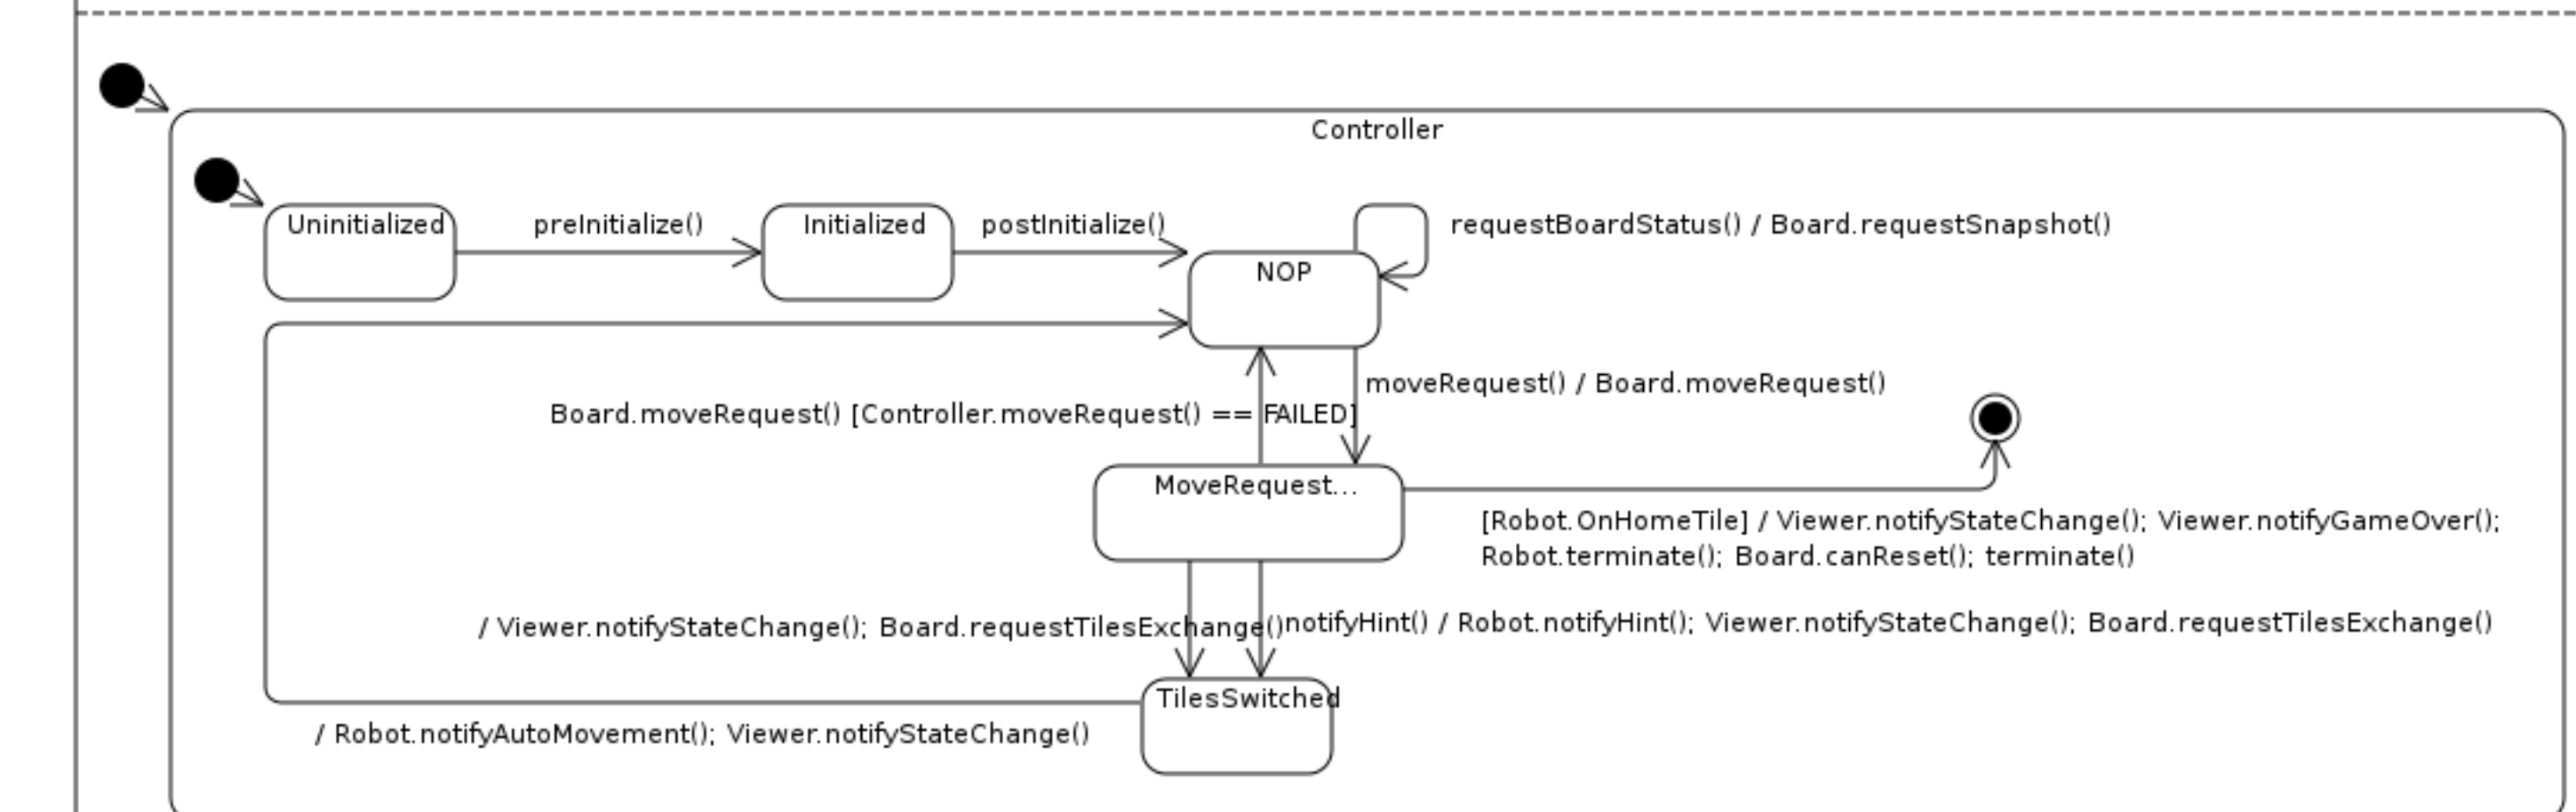 Controller
Uninitialized
preInitialize()
Initialized
postInitialize()
requestBoardStatus() / Board.requestSnapshot()
NOP
moveRequest() / Board.moveRequest()
Board.moveRequest() [Controller.moveRequest() == FAILED]
MoveRequest...
[Robot.OnHomeTile] / Viewer.notifyStateChange(); Viewer.notifyGameOver();
Robot.terminate(); Board.canReset(); terminate()
/ Viewer.notifyStateChange(); Board.requestTilesExchange()
notifyHint() / Robot.notifyHint(); Viewer.notifyStateChange(); Board.requestTilesExchange()
TilesSwitched
/ Robot.notifyAutoMovement(); Viewer.notifyStateChange()